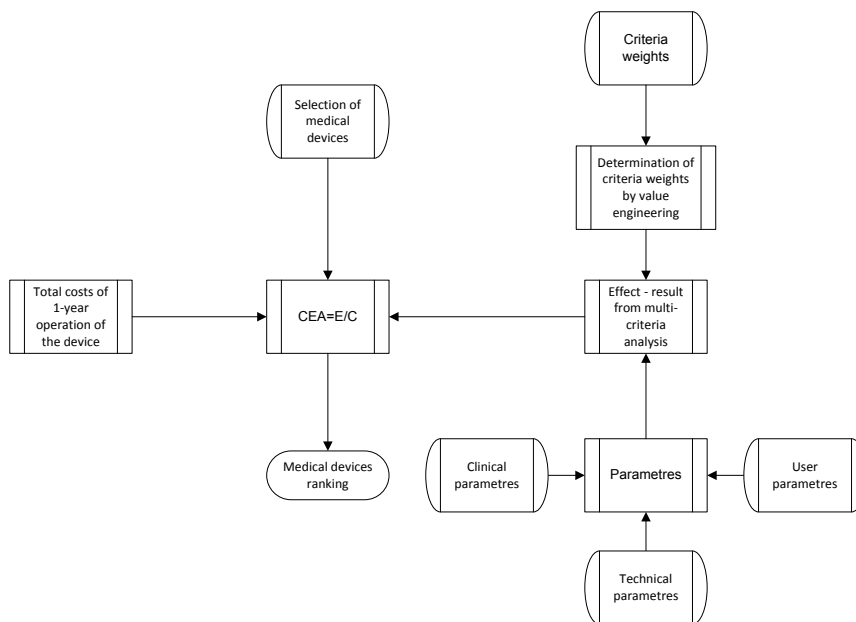 Criteria
weights
Selection of
medical
devices
Determination of
criteria weights
by value
engineering
Total costs of
1-year
operation of
the device
CEA=E/C
Effect - result
from multi-
criteria
analysis
Medical devices
ranking
Clinical
parametres
Parametres
User
parametres
Technical
parametres